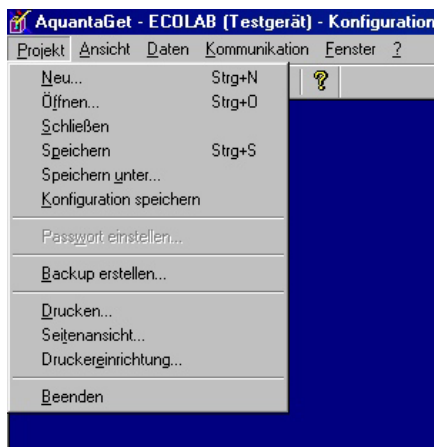 AquantaGet - ECOLAB (Testgerät) - Konfiguration
Projekt Ansicht Daten Kommunikation Fenster ?
Neu... Strg+N
Öffnen... Strg+O
Schließen
Speichern Strg+S
Speichern unter...
Konfiguration speichern
Passwort einstellen...
Backup erstellen...
Drucken...
Seitenansicht...
Druckereinrichtung...
Beenden